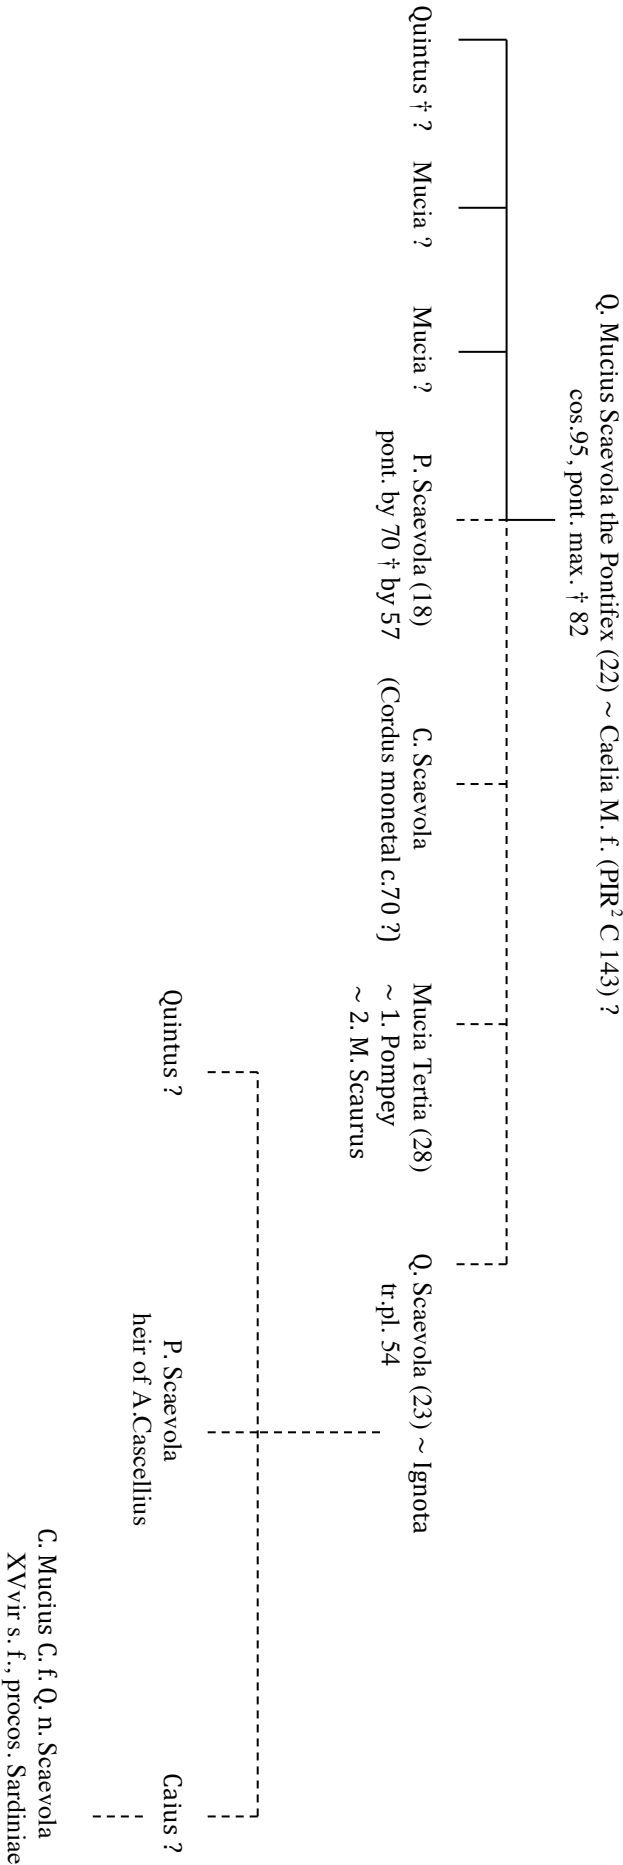 Q. Mucius Scaevola the Pontifex (22) ~ Caelia M. f. (PIR² C 143) ?
cos.95, pont. max. † 82
Quintus † ?
Mucia ?
Mucia ?
P. Scaevola (18)
pont. by 70 † by 57
C. Scaevola
(Cordus monetal c.70 ?)
Mucia Tertia (28)
~ 1. Pompey
~ 2. M. Scaurus
Q. Scaevola (23) ~ Ignota
tr.pl. 54
Quintus ?
P. Scaevola
heir of A.Cascellius
Caius ?
C. Mucius C. f. Q. n. Scaevola
XVvir s. f., procos. Sardiniae